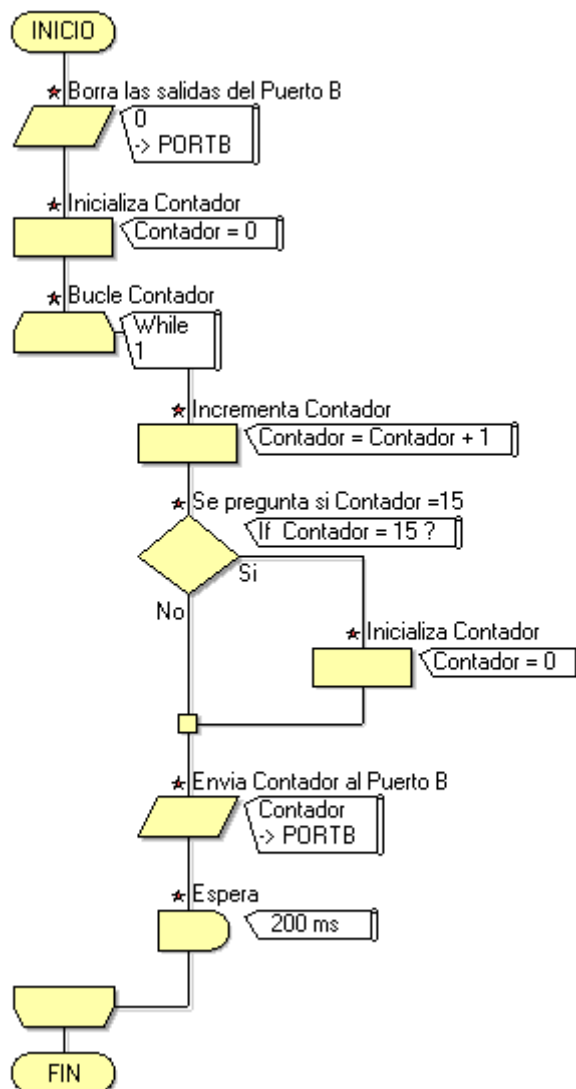 INICIO
Borra las salidas del Puerto B
0
-> PORTB
Inicializa Contador
Contador = 0
Bucle Contador
While
1
Incrementa Contador
Contador = Contador + 1
Se pregunta si Contador =15
If Contador = 15 ?
Si
No
Inicializa Contador
Contador = 0
Envia Contador al Puerto B
Contador
-> PORTB
Espera
200 ms
FIN